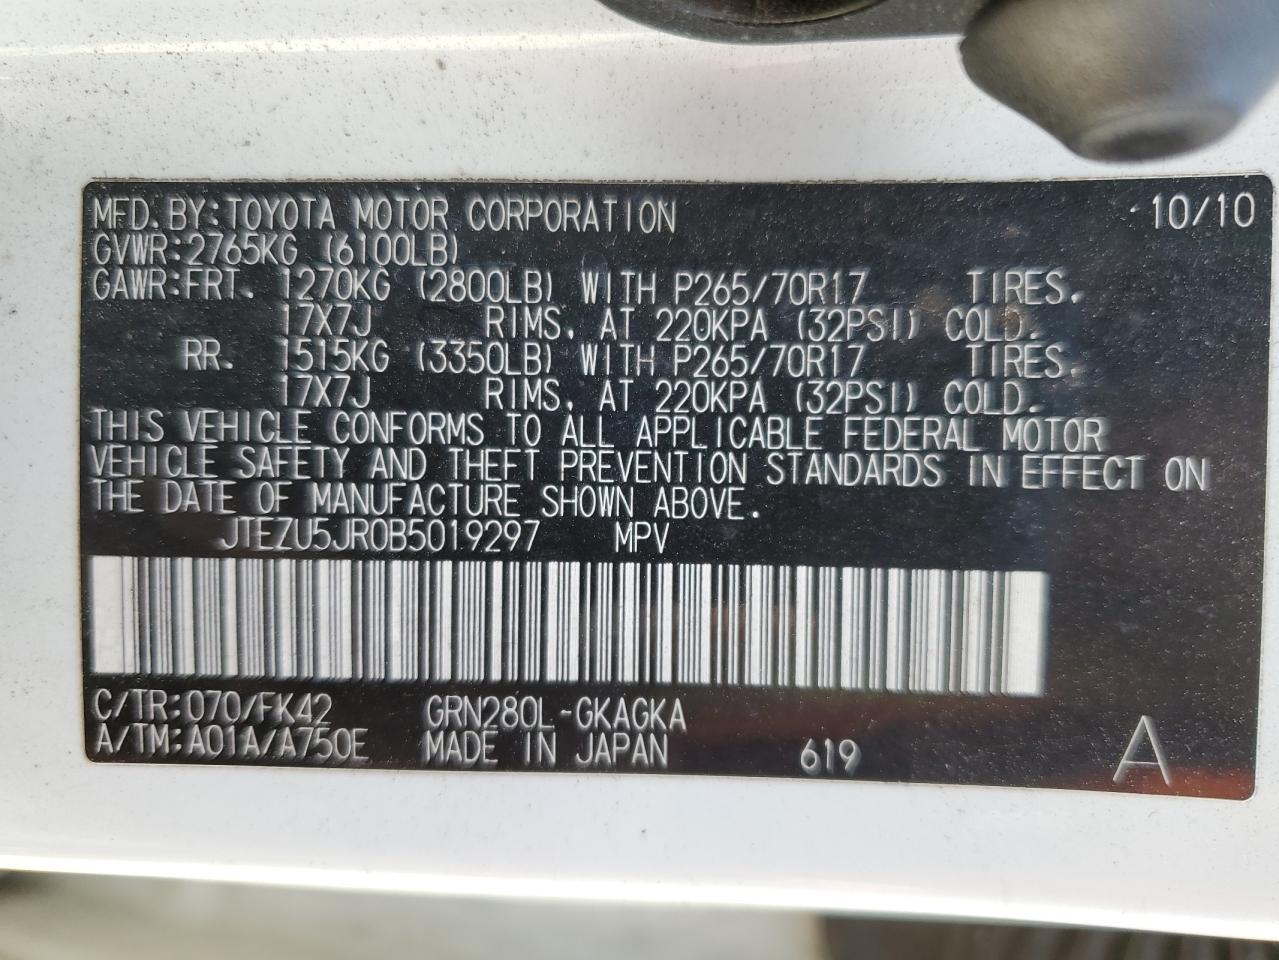 MFD. BY: TOYOTA MOTOR CORPORATION 10/10
GVWR: 2765KG (6100LB)
GAWR: FRT. 1270KG (2800LB) WITH P265/70R17 TIRES.
17X7J RIMS, AT 220KPA (32PSI) COLD.
RR. 1515KG (3350LB) WITH P265/70R17 TIRES.
17X7J RIMS, AT 220KPA (32PSI) COLD.
THIS VEHICLE CONFORMS TO ALL APPLICABLE FEDERAL MOTOR
VEHICLE SAFETY AND THEFT PREVENTION STANDARDS IN EFFECT ON
THE DATE OF MANUFACTURE SHOWN ABOVE.
JTEZU5JR0B5019297 MPV
C/TR: 070/FK42 GRN280L-GKAGKA
A/TM: A01A/A750E MADE IN JAPAN 619 A